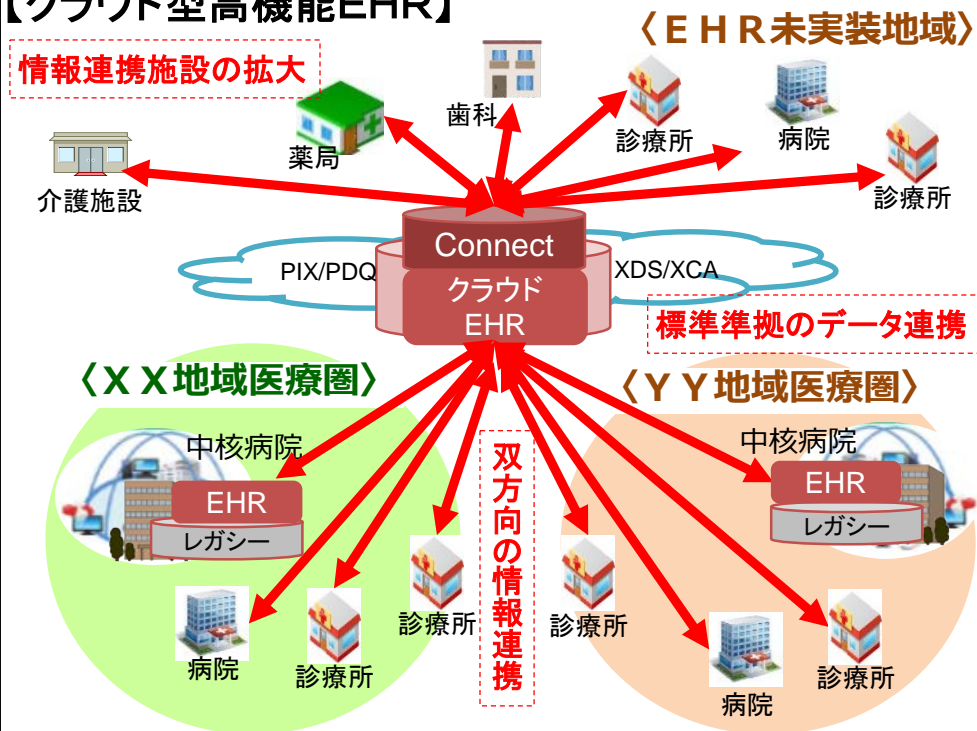 【クラウド型高機能EHR】
〈ＥＨＲ未実装地域〉
情報連携施設の拡大
介護施設
薬局
歯科
診療所
病院
診療所
Connect
クラウド
EHR
PIX/PDQ
XDS/XCA
標準準拠のデータ連携
〈ＸＸ地域医療圏〉
〈ＹＹ地域医療圏〉
中核病院
EHR
レガシー
病院
診療所
診療所
双方向の情報連携
中核病院
EHR
レガシー
診療所
病院
診療所